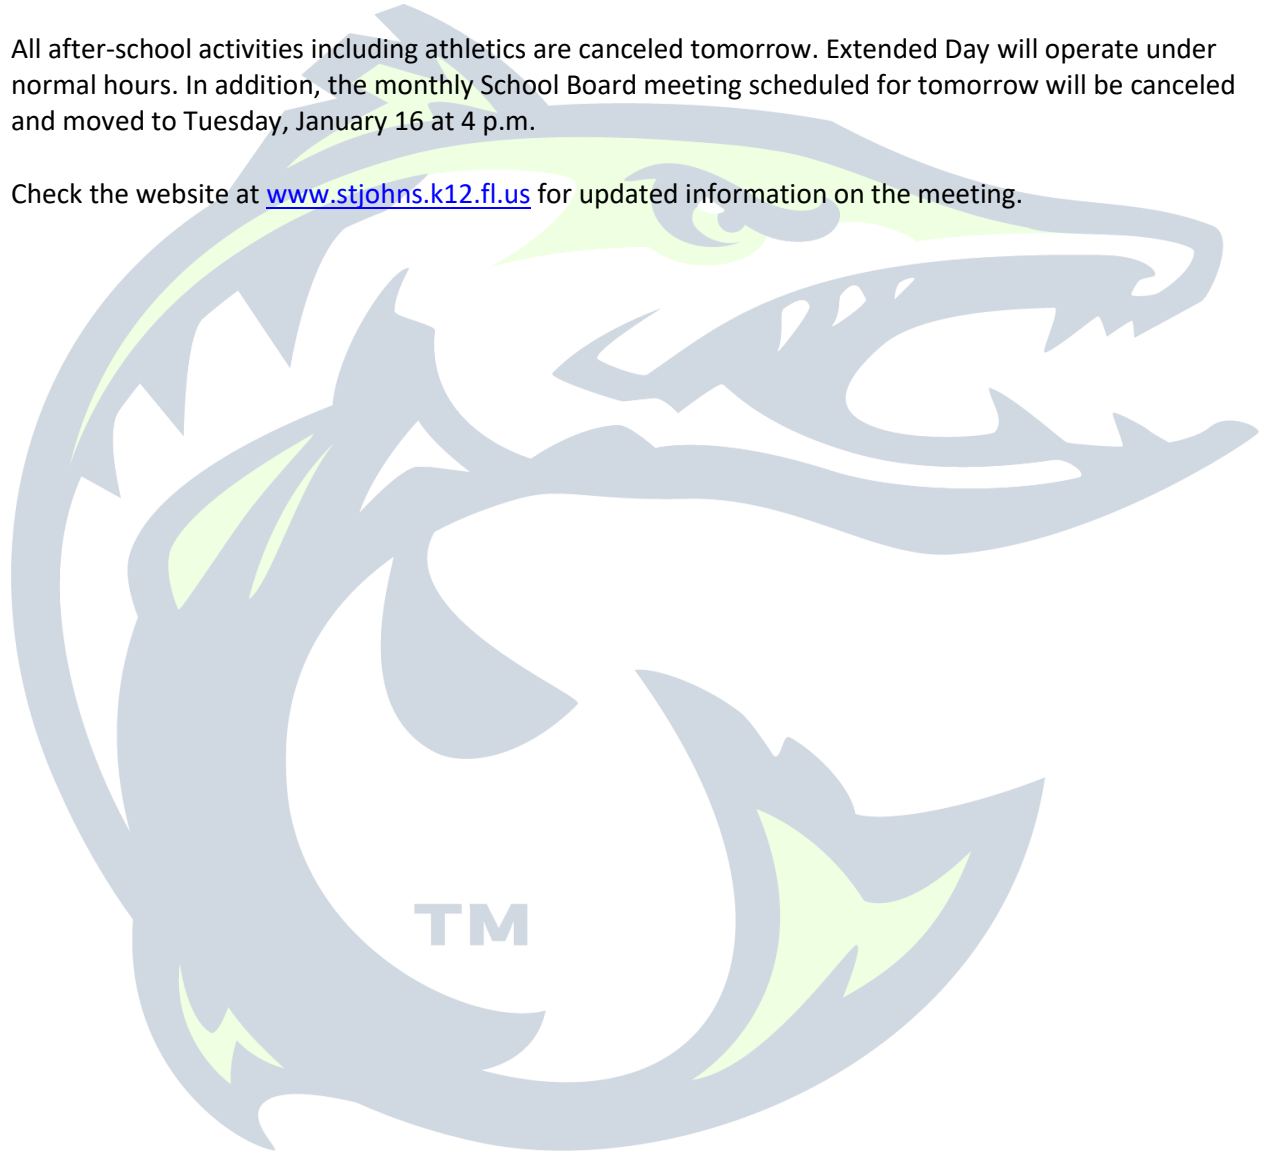 All after-school activities including athletics are canceled tomorrow. Extended Day will operate under
normal hours. In addition, the monthly School Board meeting scheduled for tomorrow will be canceled
and moved to Tuesday, January 16 at 4 p.m.
Check the website at www.stjohns.k12.fl.us for updated information on the meeting.
TM